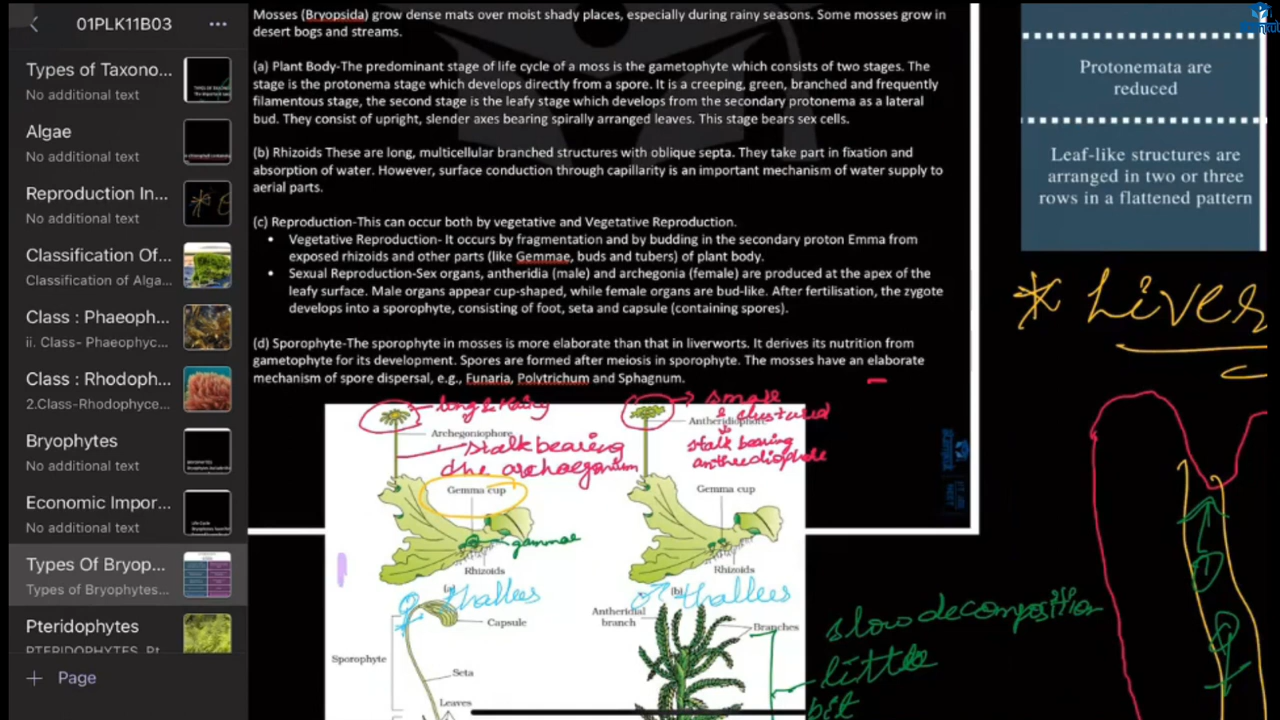 01PLK11B03
Types of Taxono...
No additional text
Algae
No additional text
Reproduction In...
No additional text
Classification Of...
Classification of Alga...
Class : Phaeoph...
ii. Class- Phaeophyc...
Class : Rhodoph...
2.Class-Rhodophyce...
Bryophytes
No additional text
Economic Impor...
No additional text
Types Of Bryop...
Types of Bryophytes...
Pteridophytes
PTERIDOPHYTES Pt
+ Page
Mosses (Bryopsida) grow dense mats over moist shady places, especially during rainy seasons. Some mosses grow in
desert bogs and streams.
(a) Plant Body-The predominant stage of life cycle of a moss is the gametophyte which consists of two stages. The
stage is the protonema stage which develops directly from a spore. It is a creeping, green, branched and frequently
filamentous stage, the second stage is the leafy stage which develops from the secondary protonema as a lateral
bud. They consist of upright, slender axes bearing spirally arranged leaves. This stage bears sex cells.
(b) Rhizoids These are long, multicellular branched structures with oblique septa. They take part in fixation and
absorption of water. However, surface conduction through capillarity is an important mechanism of water supply to
aerial parts.
(c) Reproduction-This can occur both by vegetative and Vegetative Reproduction.
• Vegetative Reproduction- It occurs by fragmentation and by budding in the secondary proton Emma from
exposed rhizoids and other parts (like Gemmae, buds and tubers) of plant body.
• Sexual Reproduction-Sex organs, antheridia (male) and archegonia (female) are produced at the apex of the
leafy surface. Male organs appear cup-shaped, while female organs are bud-like. After fertilisation, the zygote
develops into a sporophyte, consisting of foot, seta and capsule (containing spores).
(d) Sporophyte-The sporophyte in mosses is more elaborate than that in liverworts. It derives its nutrition from
gametophyte for its development. Spores are formed after meiosis in sporophyte. The mosses have an elaborate
mechanism of spore dispersal, e.g., Funaria, Polytrichum and Sphagnum.
long & Hairy
Archegoniophore
stalk bearing
the archaegonium
Gemma cup
gammae
Rhizoids
(a)
♀ thallees
small
& clustured
Antheridiophore
stalk bearing
antheediophole
Gemma cup
Rhizoids
(b)
♂ thallees
Capsule
Sporophyte
Seta
Leaves
Antheridial
branch
Branches
slow decomposition
little
bit
Protonemata are
reduced
Leaf-like structures are
arranged in two or three
rows in a flattened pattern
* Liver